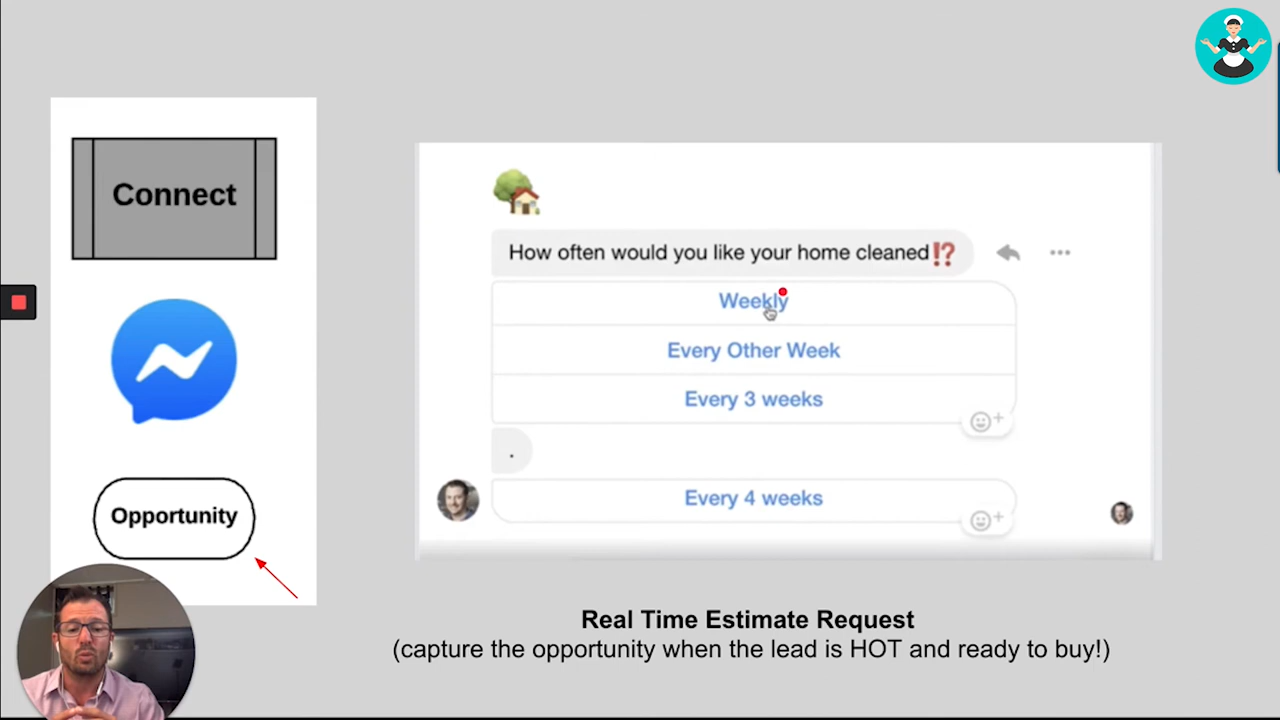 Connect
Opportunity
How often would you like your home cleaned⁉️
Weekly
Every Other Week
Every 3 weeks
.
Every 4 weeks
Real Time Estimate Request
(capture the opportunity when the lead is HOT and ready to buy!)